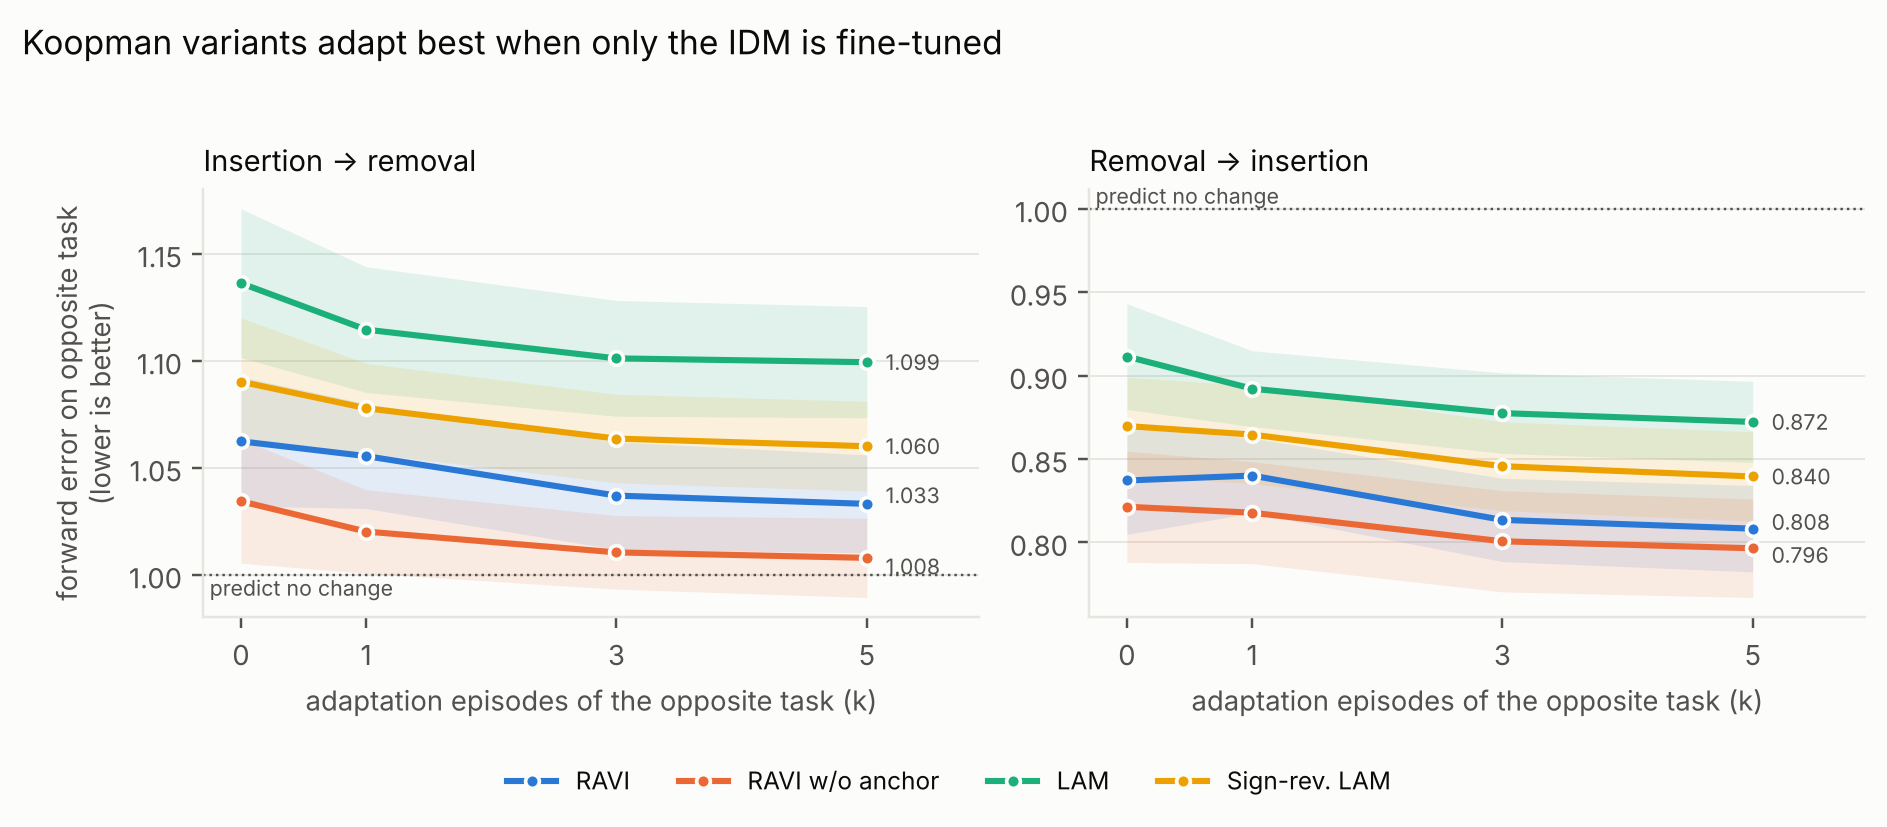 Koopman variants adapt best when only the IDM is fine-tuned
Insertion → removal
forward error on opposite task
(lower is better)
1.15
1.10
1.05
1.00
1.099
1.060
1.033
1.008
predict no change
0
1
3
5
adaptation episodes of the opposite task (k)
Removal → insertion
predict no change
1.00
0.95
0.90
0.85
0.80
0.872
0.840
0.808
0.796
0
1
3
5
adaptation episodes of the opposite task (k)
RAVI
RAVI w/o anchor
LAM
Sign-rev. LAM